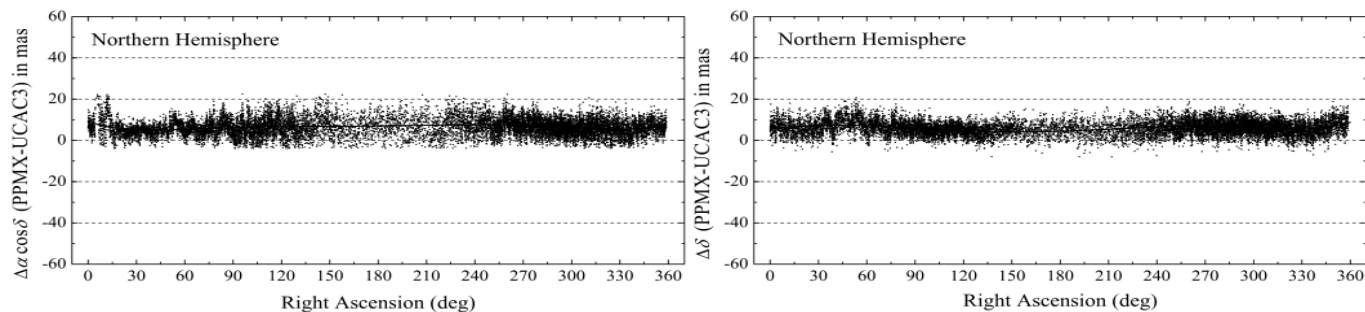 60
Northern Hemisphere
40
20
0
-20
-40
-60
Δα cosδ (PPMX-UCAC3) in mas
0 30 60 90 120 150 180 210 240 270 300 330 360
Right Ascension (deg)
60
Northern Hemisphere
40
20
0
-20
-40
-60
Δδ (PPMX-UCAC3) in mas
0 30 60 90 120 150 180 210 240 270 300 330 360
Right Ascension (deg)